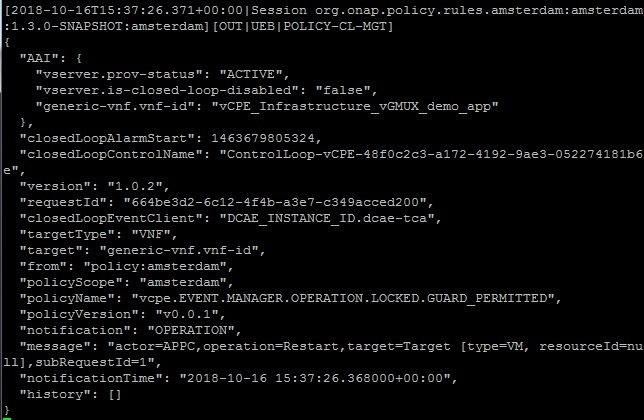 [2018-10-16T15:37:26.371+00:00|Session org.onap.policy.rules.amsterdam:amsterdam
:1.3.0-SNAPSHOT:amsterdam][OUT|UEB|POLICY-CL-MGT]
{
  "AAI": {
    "vserver.prov-status": "ACTIVE",
    "vserver.is-closed-loop-disabled": "false",
    "generic-vnf.vnf-id": "vCPE_Infrastructure_vGMUX_demo_app"
  },
  "closedLoopAlarmStart": 1463679805324,
  "closedLoopControlName": "ControlLoop-vCPE-48f0c2c3-a172-4192-9ae3-052274181b6
e",
  "version": "1.0.2",
  "requestId": "664be3d2-6c12-4f4b-a3e7-c349acced200",
  "closedLoopEventClient": "DCAE_INSTANCE_ID.dcae-tca",
  "targetType": "VNF",
  "target": "generic-vnf.vnf-id",
  "from": "policy:amsterdam",
  "policyScope": "amsterdam",
  "policyName": "vcpe.EVENT.MANAGER.OPERATION.LOCKED.GUARD_PERMITTED",
  "policyVersion": "v0.0.1",
  "notification": "OPERATION",
  "message": "actor=APPC,operation=Restart,target=Target [type=VM, resourceId=nu
ll],subRequestId=1",
  "notificationTime": "2018-10-16 15:37:26.368000+00:00",
  "history": []
}